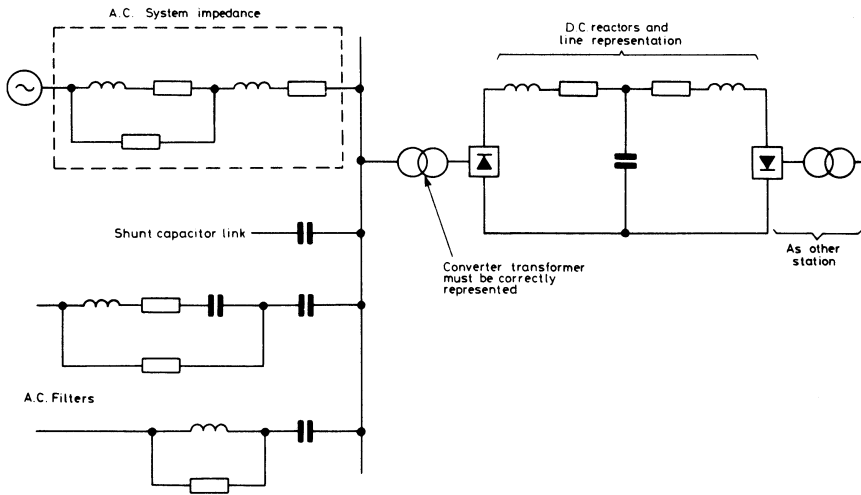 A.C. System impedance
D.C. reactors and
line representation
Shunt capacitor link
Converter transformer
must be correctly
represented
As other
station
A.C. Filters